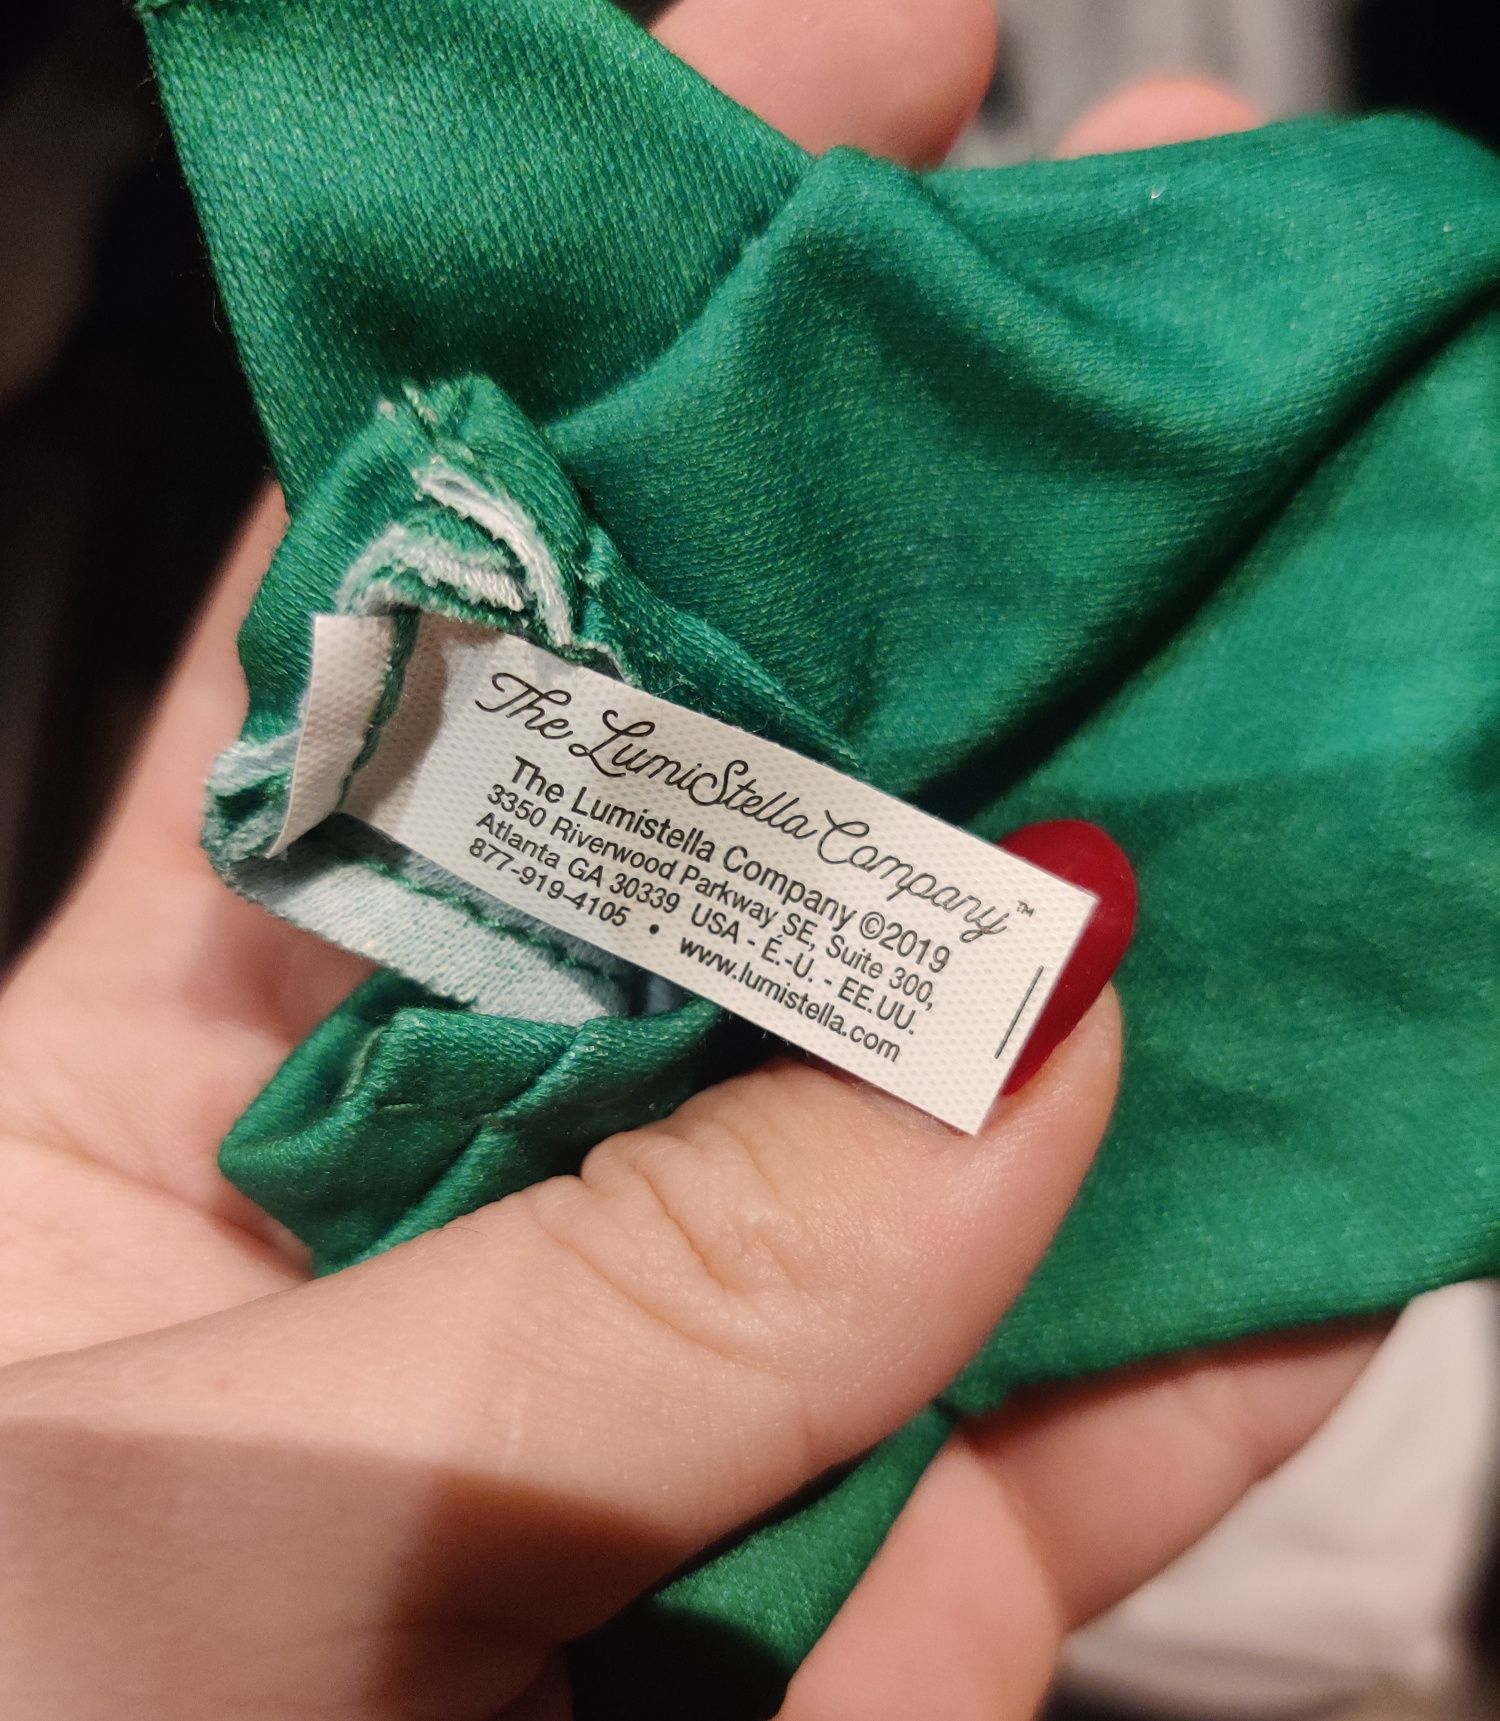 The LumiStella Company™
The Lumistella Company ©2019
3350 Riverwood Parkway SE, Suite 300,
Atlanta GA 30339 USA - É.-U. - EE.UU.
877-919-4105 • www.lumistella.com